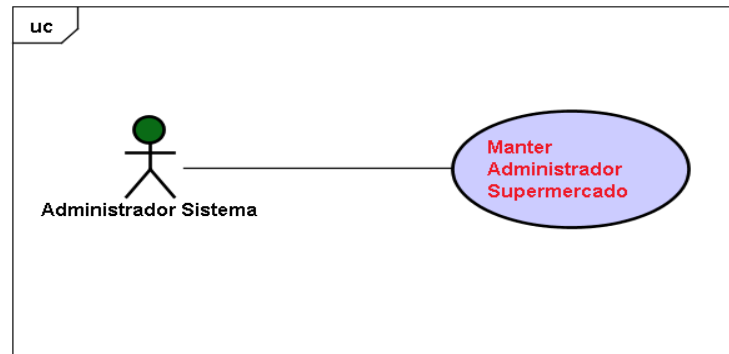 uc
Administrador Sistema
Manter
Administrador
Supermercado